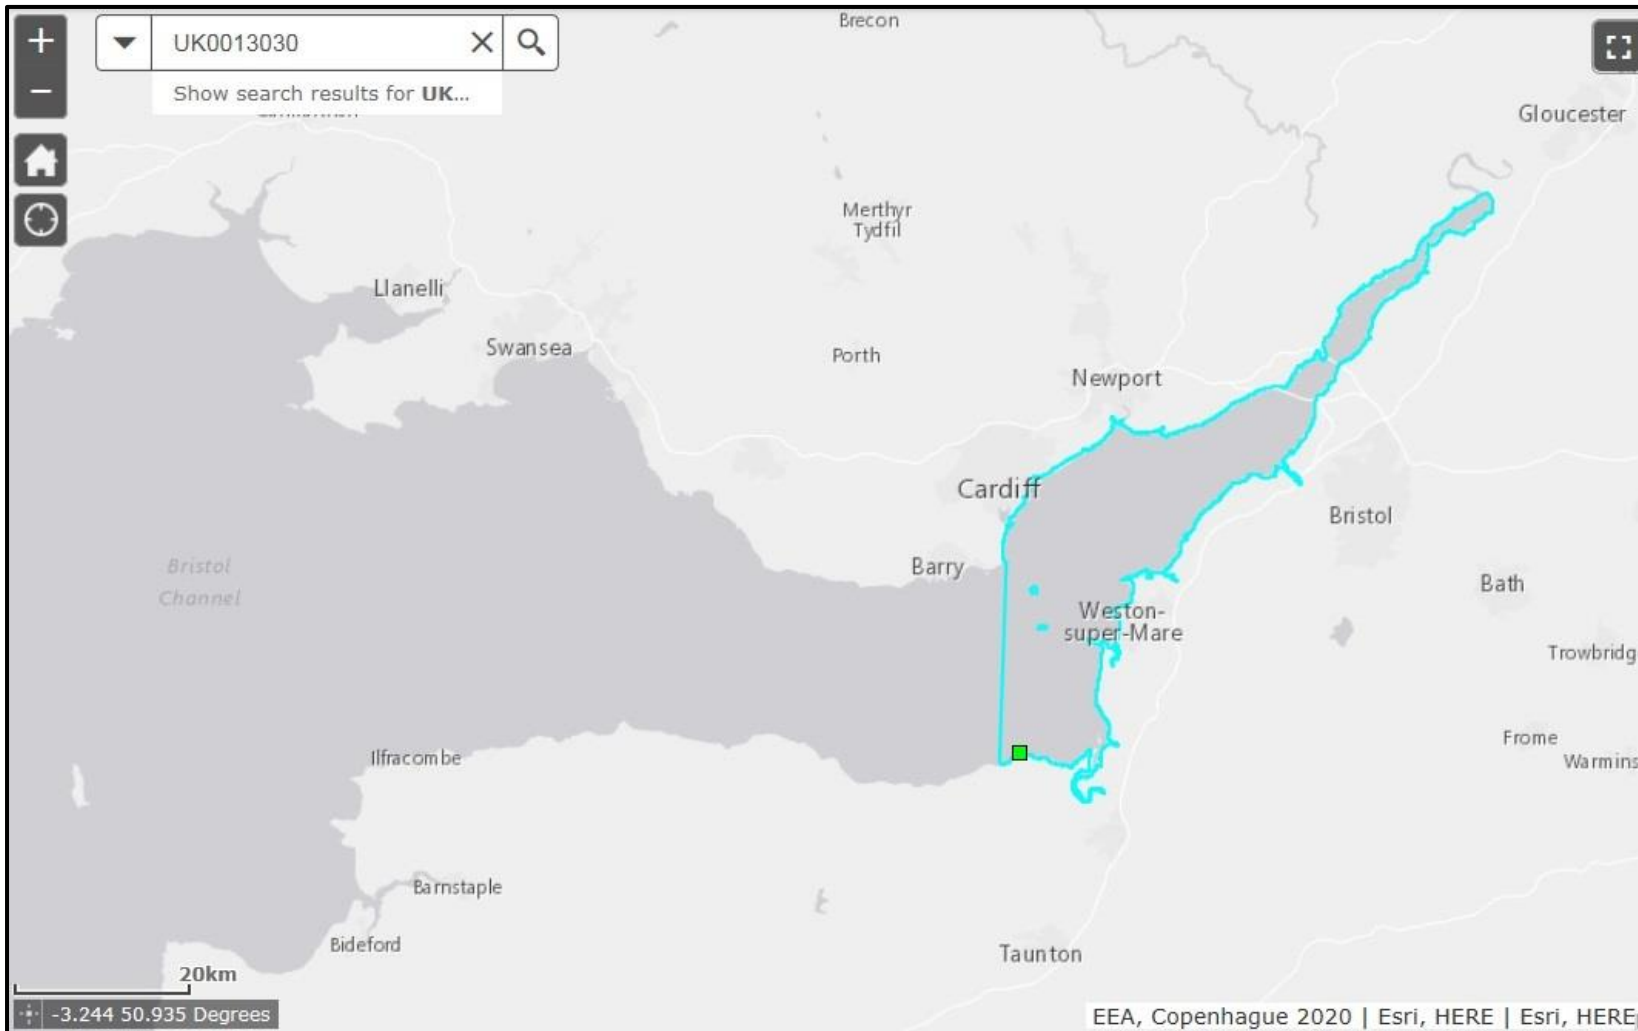 UK0013030
Show search results for UK...
Brecon
Gloucester
Merthyr
Tydfil
Llanelli
Swansea
Porth
Newport
Cardiff
Bristol
Barry
Bristol
Channel
Bath
Weston-
super-Mare
Trowbridg
Ilfracombe
Frome
Warmins
Barnstaple
Bideford
Taunton
20km
-3.244 50.935 Degrees
EEA, Copenhague 2020 | Esri, HERE | Esri, HERE